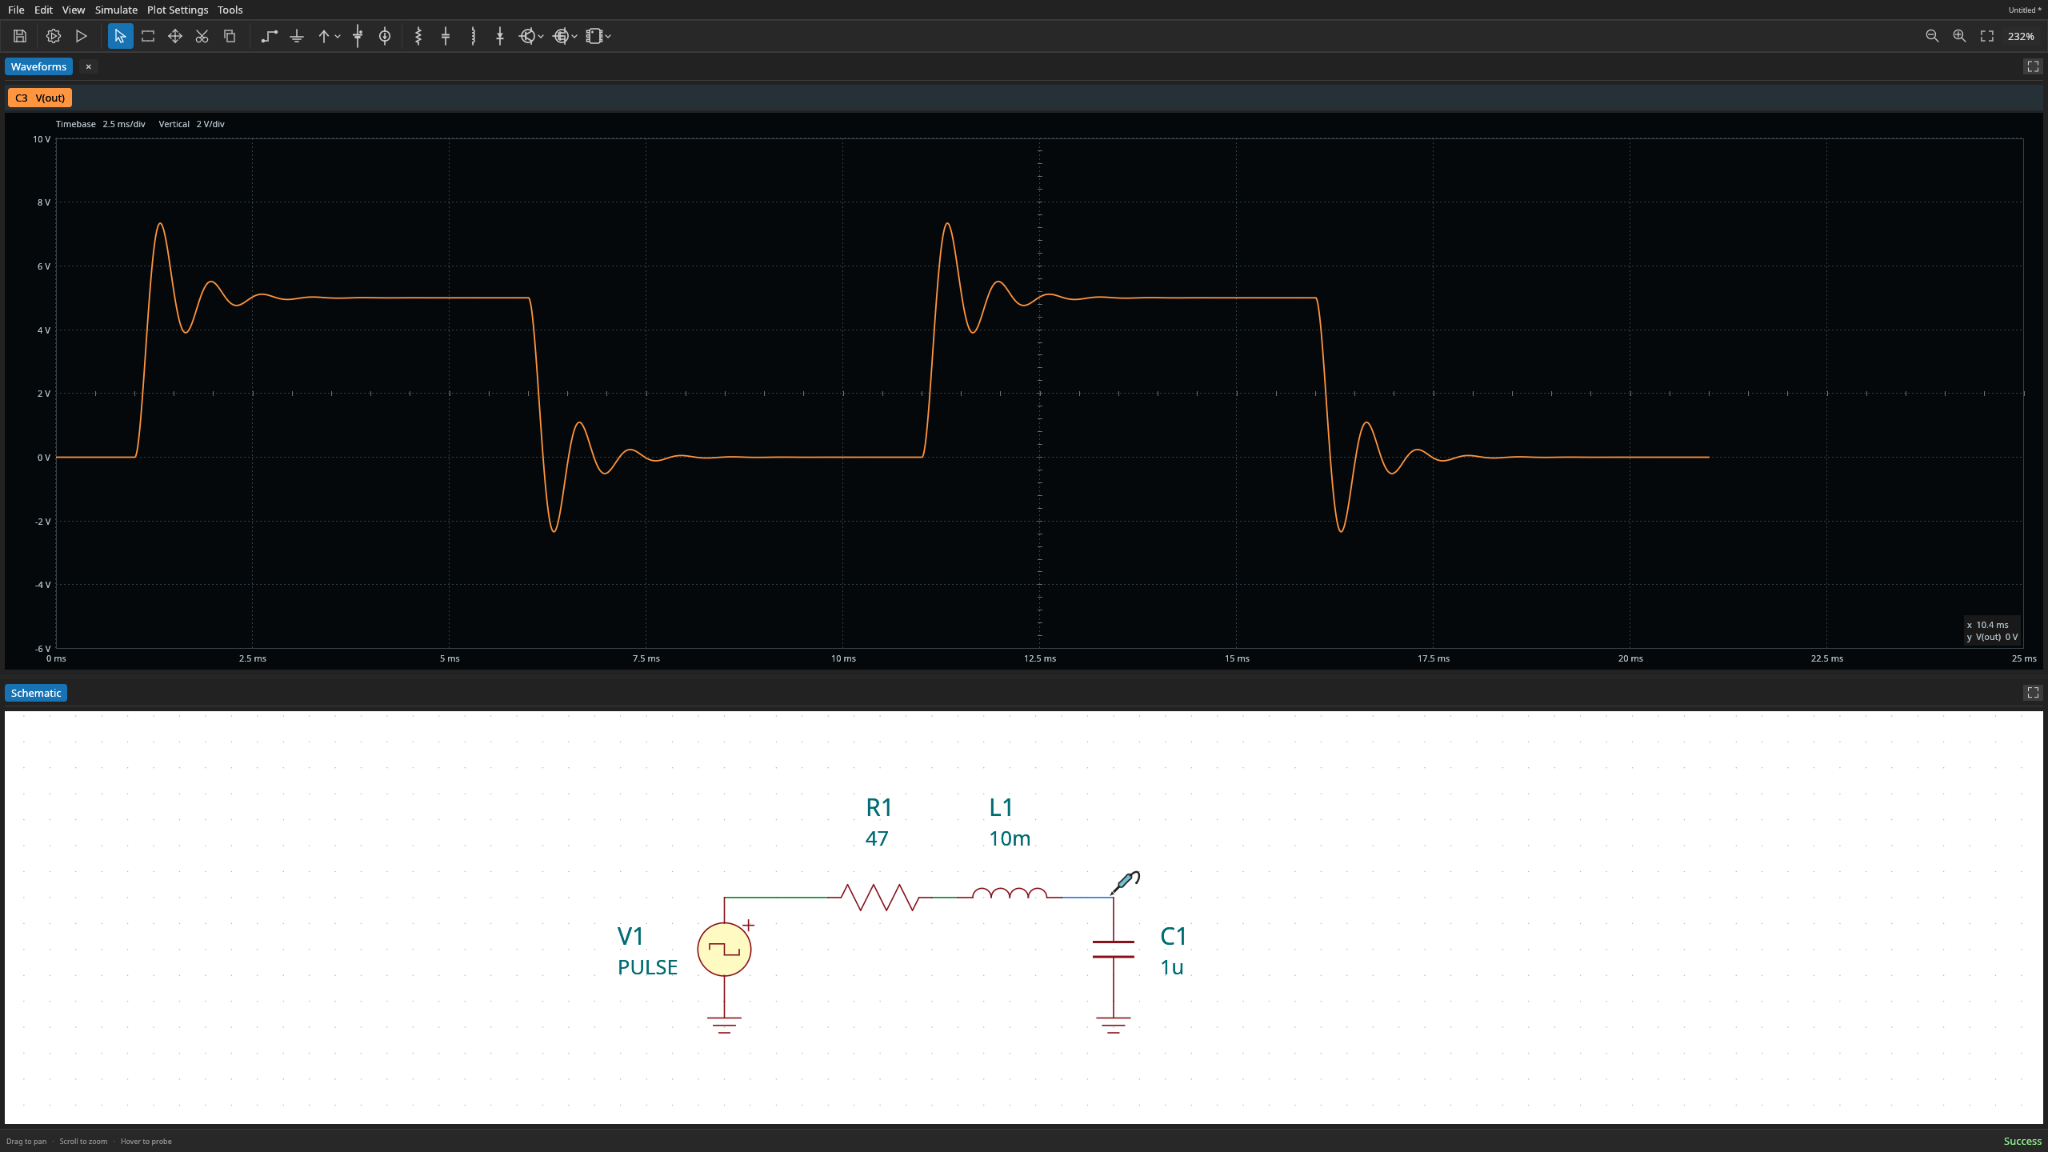 File Edit View Simulate Plot Settings Tools
Untitled *
232%
Waveforms ×
C3 V(out)
Timebase 2.5 ms/div Vertical 2 V/div
10 V
8 V
6 V
4 V
2 V
0 V
-2 V
-4 V
-6 V
x 10.4 ms
y V(out) 0 V
0 ms 2.5 ms 5 ms 7.5 ms 10 ms 12.5 ms 15 ms 17.5 ms 20 ms 22.5 ms 25 ms
Schematic
R1 L1
47 10m
V1 C1
PULSE 1u
Drag to pan · Scroll to zoom · Hover to probe
Success